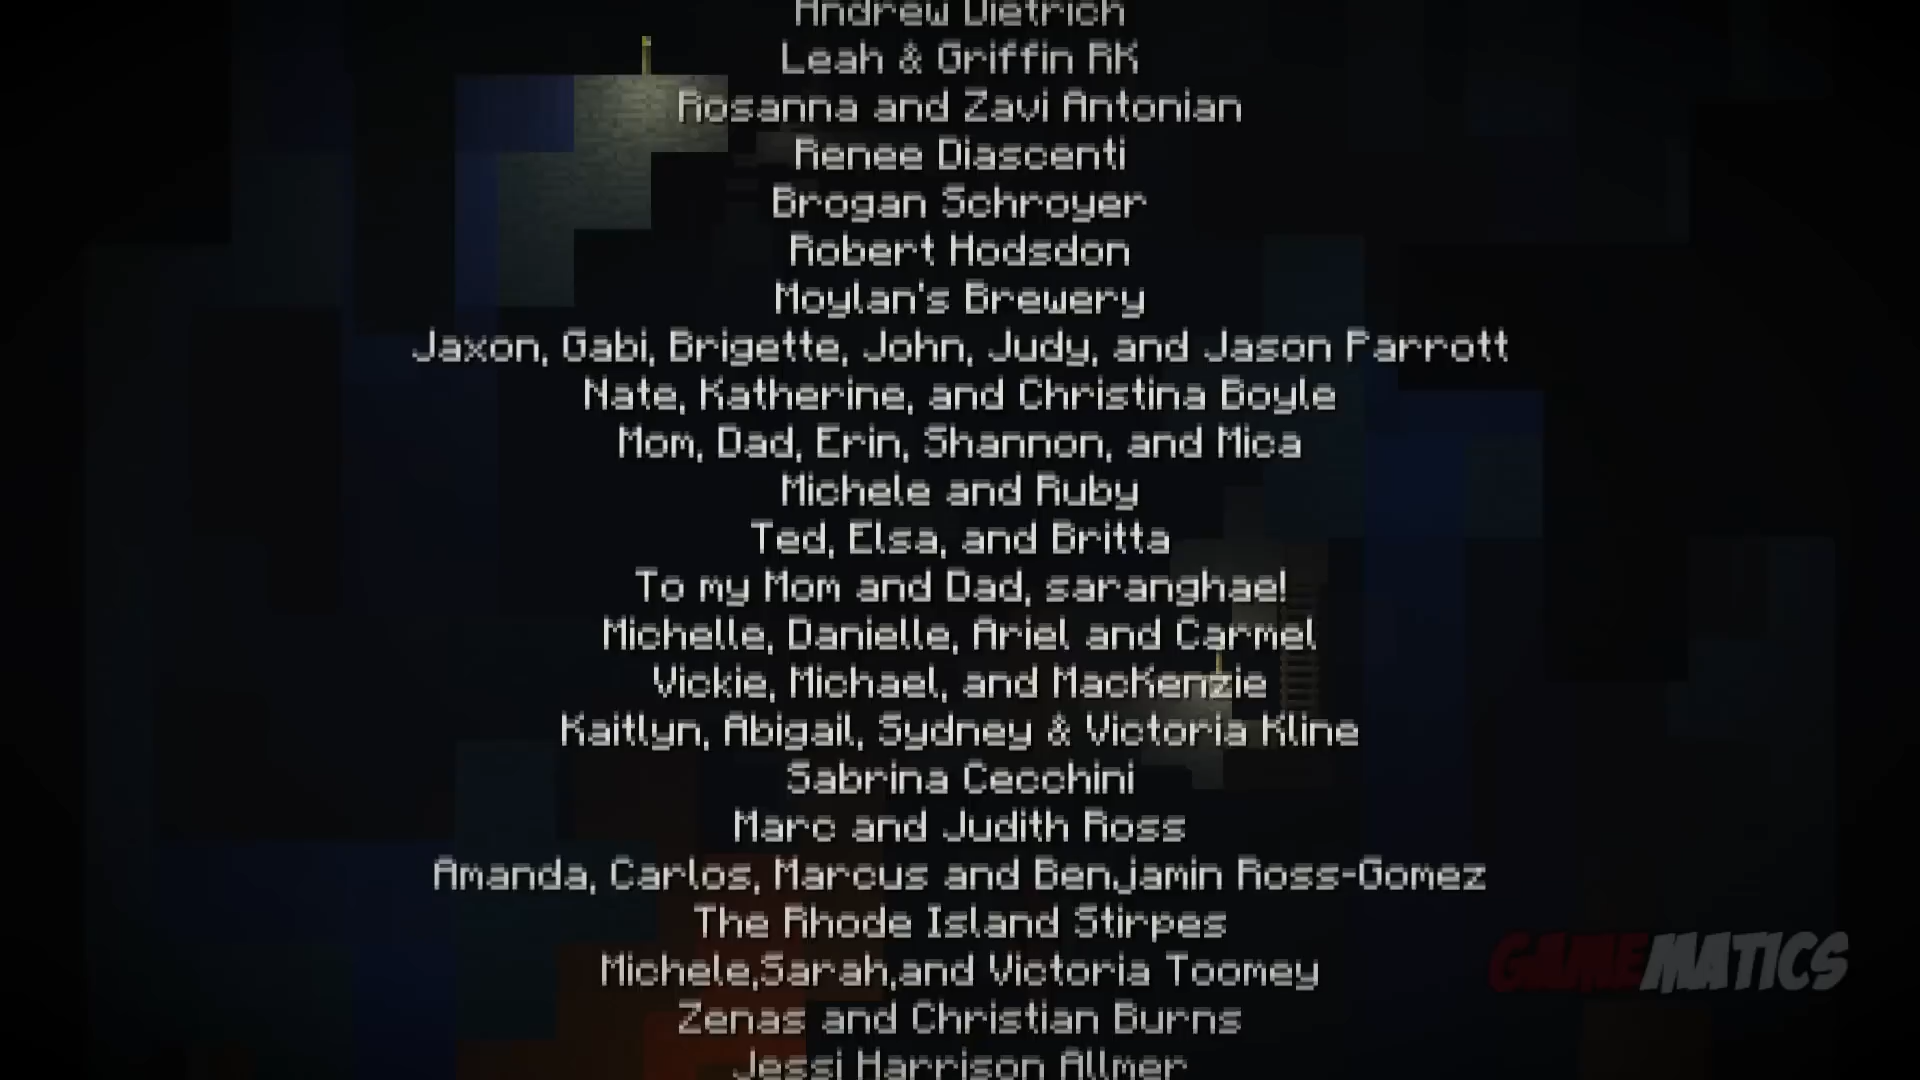 Andrew Dietrich
Leah & Griffin RK
Rosanna and Zavi Antonian
Renee Diascenti
Brogan Schroyer
Robert Hodsdon
Moylan's Brewery
Jaxon, Gabi, Brigette, John, Judy, and Jason Parrott
Nate, Katherine, and Christina Boyle
Mom, Dad, Erin, Shannon, and Mica
Michele and Ruby
Ted, Elsa, and Britta
To my Mom and Dad, saranghae!
Michelle, Danielle, Ariel and Carmel
Vickie, Michael, and MacKenzie
Kaitlyn, Abigail, Sydney & Victoria Kline
Sabrina Cecchini
Marc and Judith Ross
Amanda, Carlos, Marcus and Benjamin Ross-Gomez
The Rhode Island Stirpes
Michele,Sarah,and Victoria Toomey
Zenas and Christian Burns
Jessi Harrison Allmer
GAMEMATICS